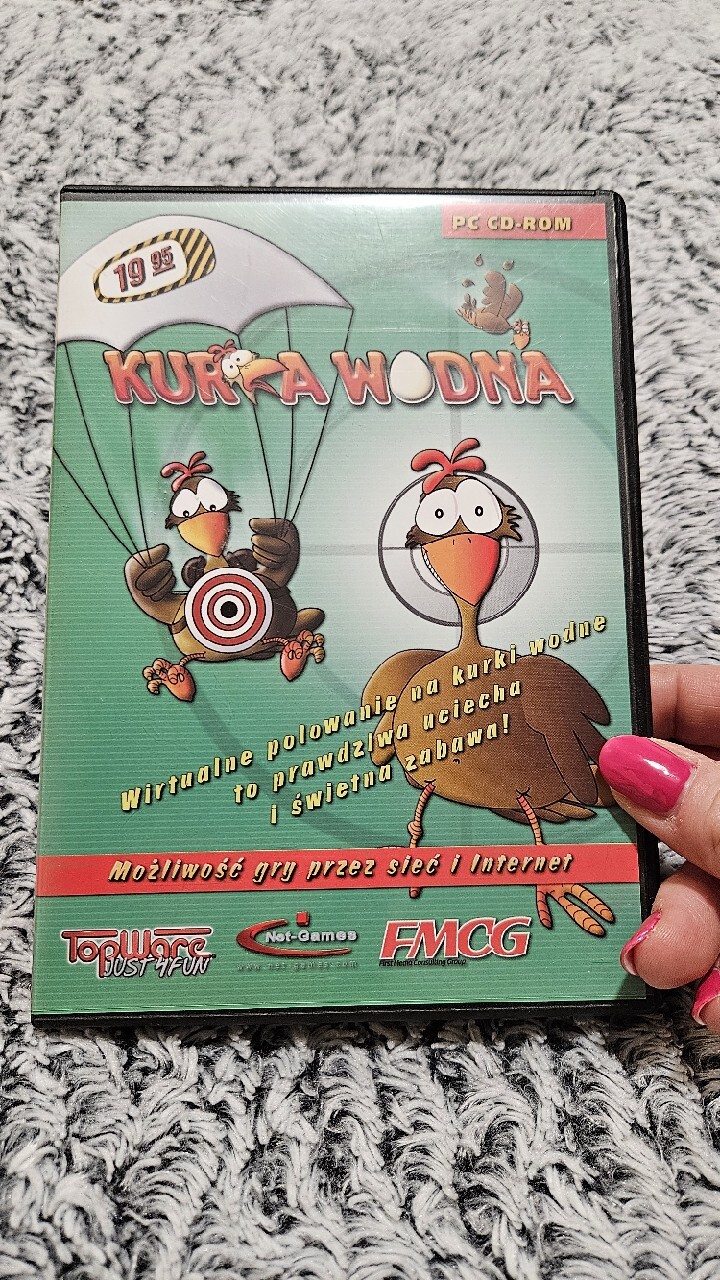 PC CD-ROM
19 95
KURKA WODNA
Wirtualne polowanie na kurki wodne
to prawdziwa uciecha
i świetna zabawa!
Możliwość gry przez sieć i Internet
TopWare
JUST 4FUN
Net-Games
www.net-games.com
FMCG
First Media Consulting Group